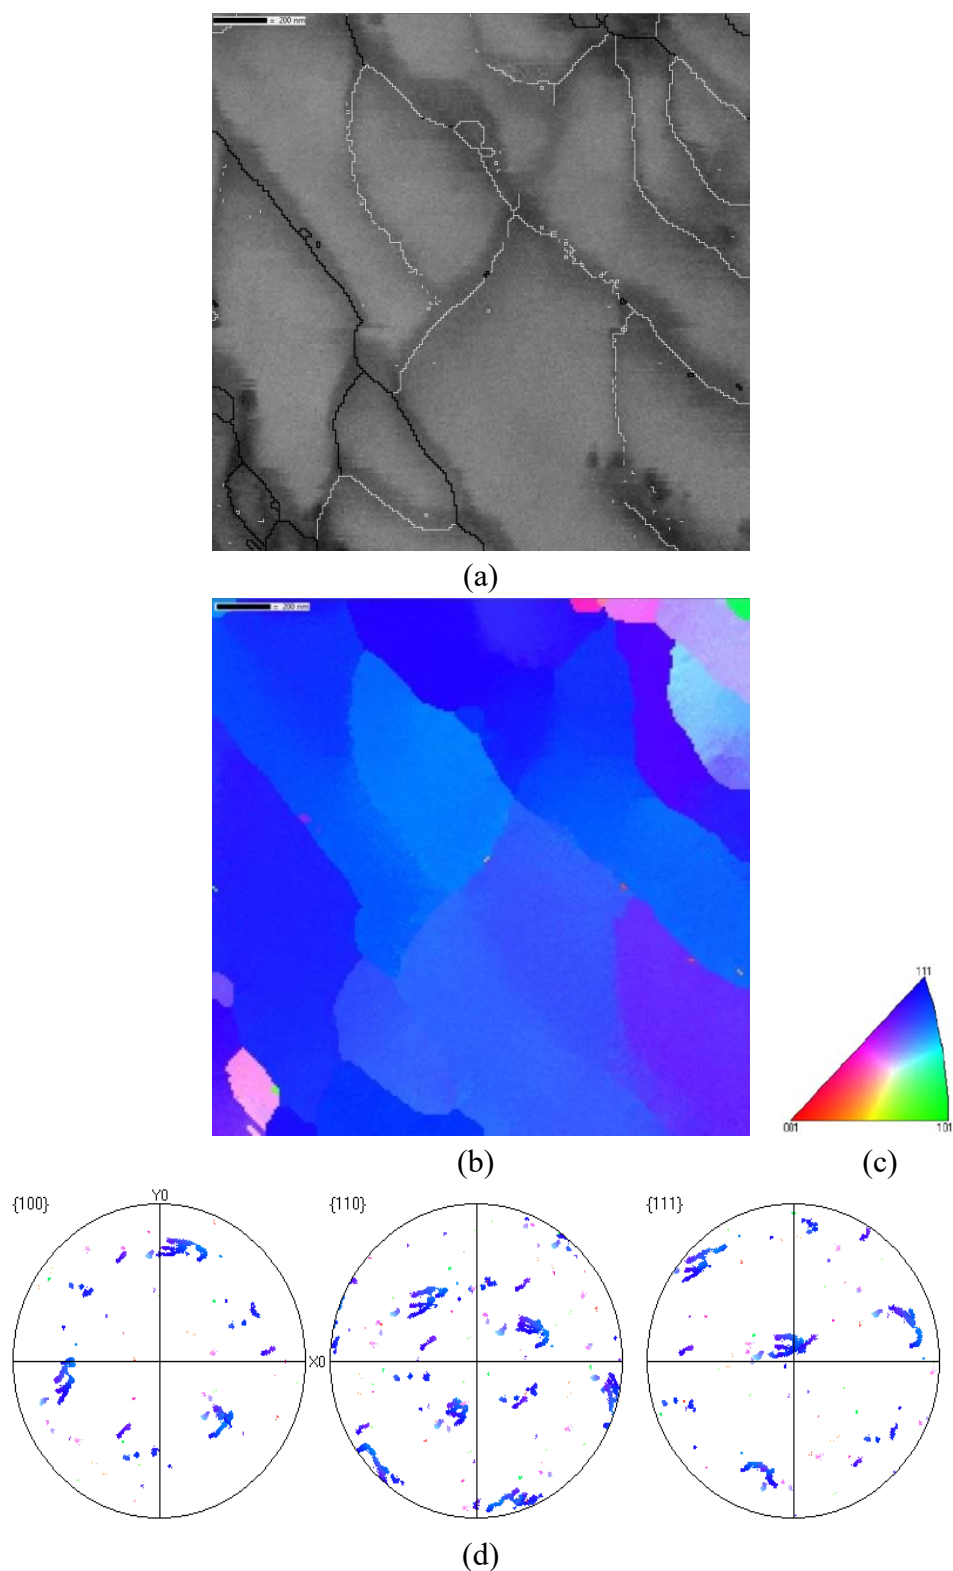 = 200 nm
(a)
= 200 nm
(b)
111
001
101
(c)
{100}
Y0
X0
{110}
{111}
(d)